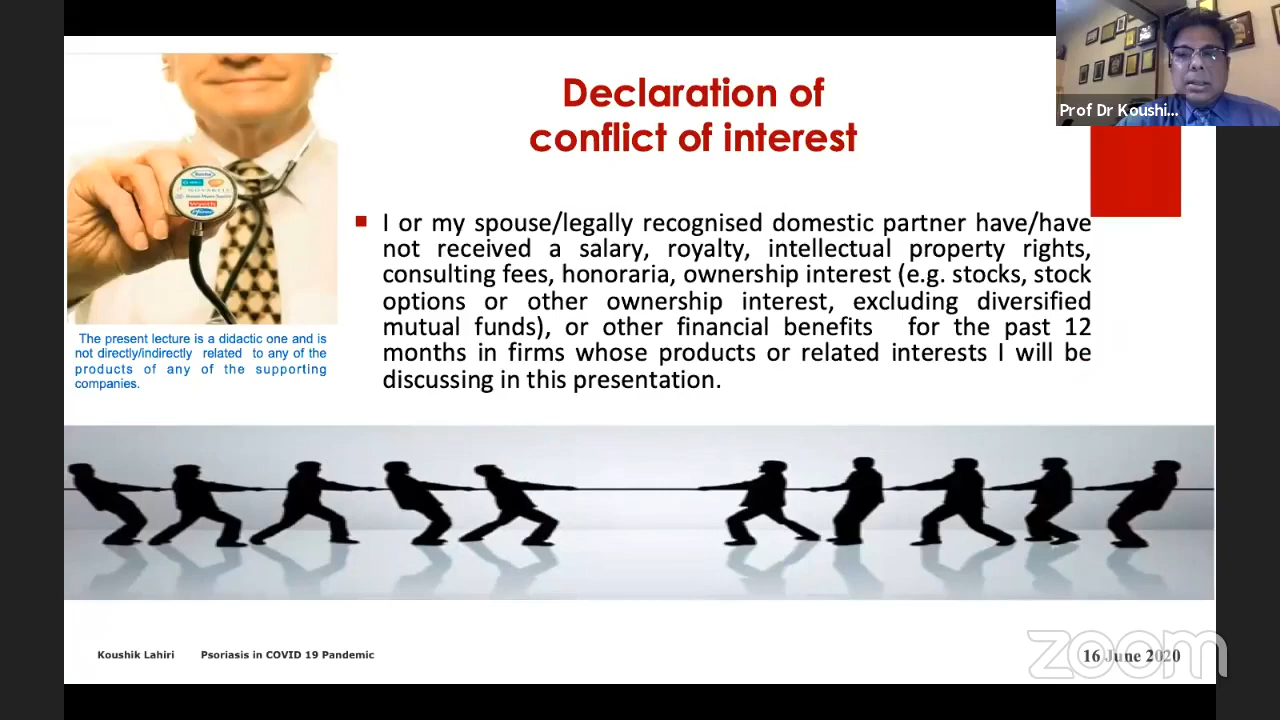 Prof Dr Koushi...
Declaration of
conflict of interest
I or my spouse/legally recognised domestic partner have/have
not received a salary, royalty, intellectual property rights,
consulting fees, honoraria, ownership interest (e.g. stocks, stock
options or other ownership interest, excluding diversified
mutual funds), or other financial benefits for the past 12
months in firms whose products or related interests I will be
discussing in this presentation.
The present lecture is a didactic one and is
not directly/indirectly related to any of the
products of any of the supporting
companies.
Koushik Lahiri Psoriasis in COVID 19 Pandemic
16 June 2020
zoom